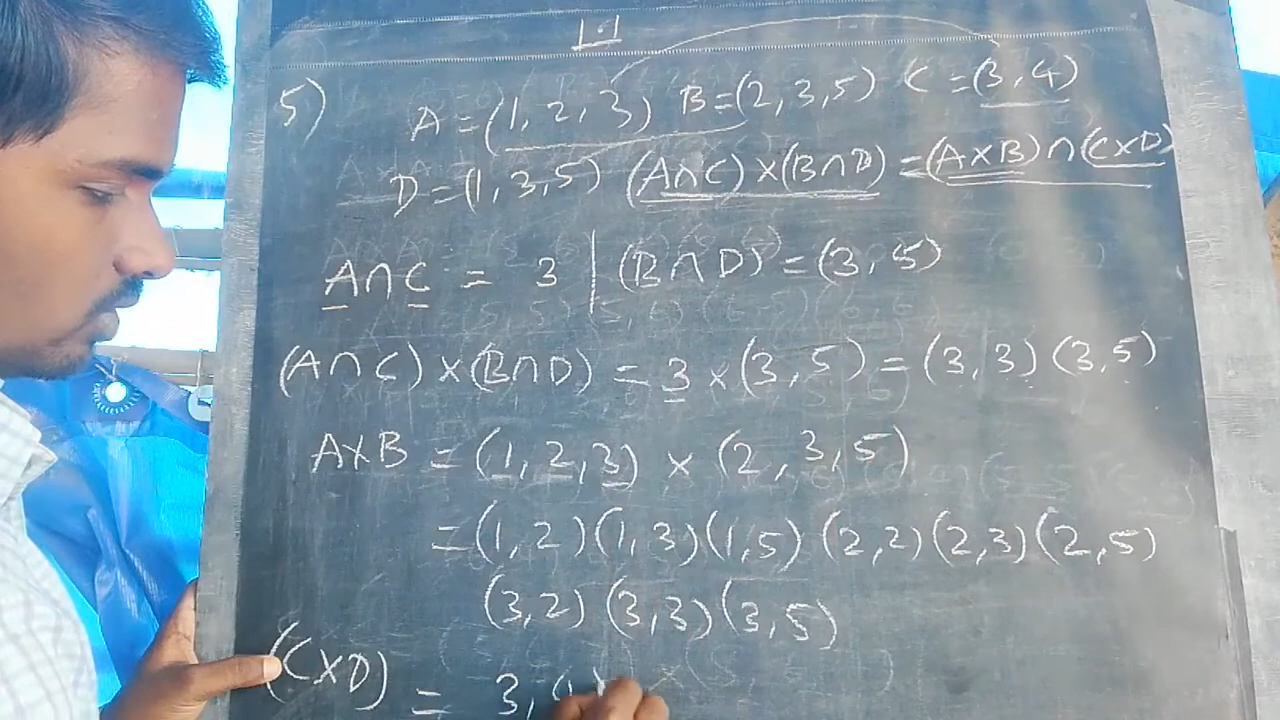 1.1
5) A = (1, 2, 3) B = (2, 3, 5) C = (3, 4)
D = (1, 3, 5) (A∩C) × (B∩D) = (A×B) ∩ (C×D)
A∩C = 3 | (B∩D) = (3, 5)
(A∩C) × (B∩D) = 3 × (3, 5) = (3, 3) (3, 5)
A×B = (1, 2, 3) × (2, 3, 5)
= (1, 2) (1, 3) (1, 5) (2, 2) (2, 3) (2, 5)
(3, 2) (3, 3) (3, 5)
(C×D) = 3,